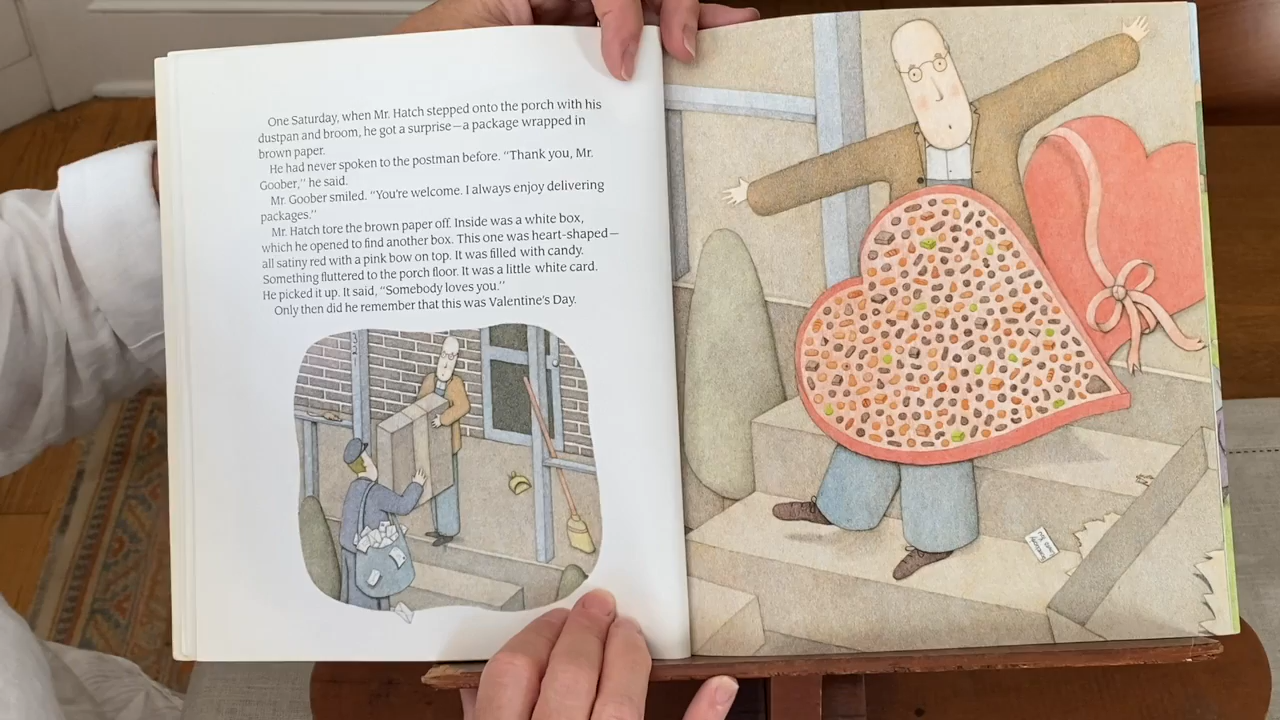 One Saturday, when Mr. Hatch stepped onto the porch with his
dustpan and broom, he got a surprise—a package wrapped in
brown paper.
He had never spoken to the postman before. "Thank you, Mr.
Goober," he said.
Mr. Goober smiled. "You're welcome. I always enjoy delivering
packages."
Mr. Hatch tore the brown paper off. Inside was a white box,
which he opened to find another box. This one was heart-shaped—
all satiny red with a pink bow on top. It was filled with candy.
Something fluttered to the porch floor. It was a little white card.
He picked it up. It said, "Somebody loves you."
Only then did he remember that this was Valentine's Day.